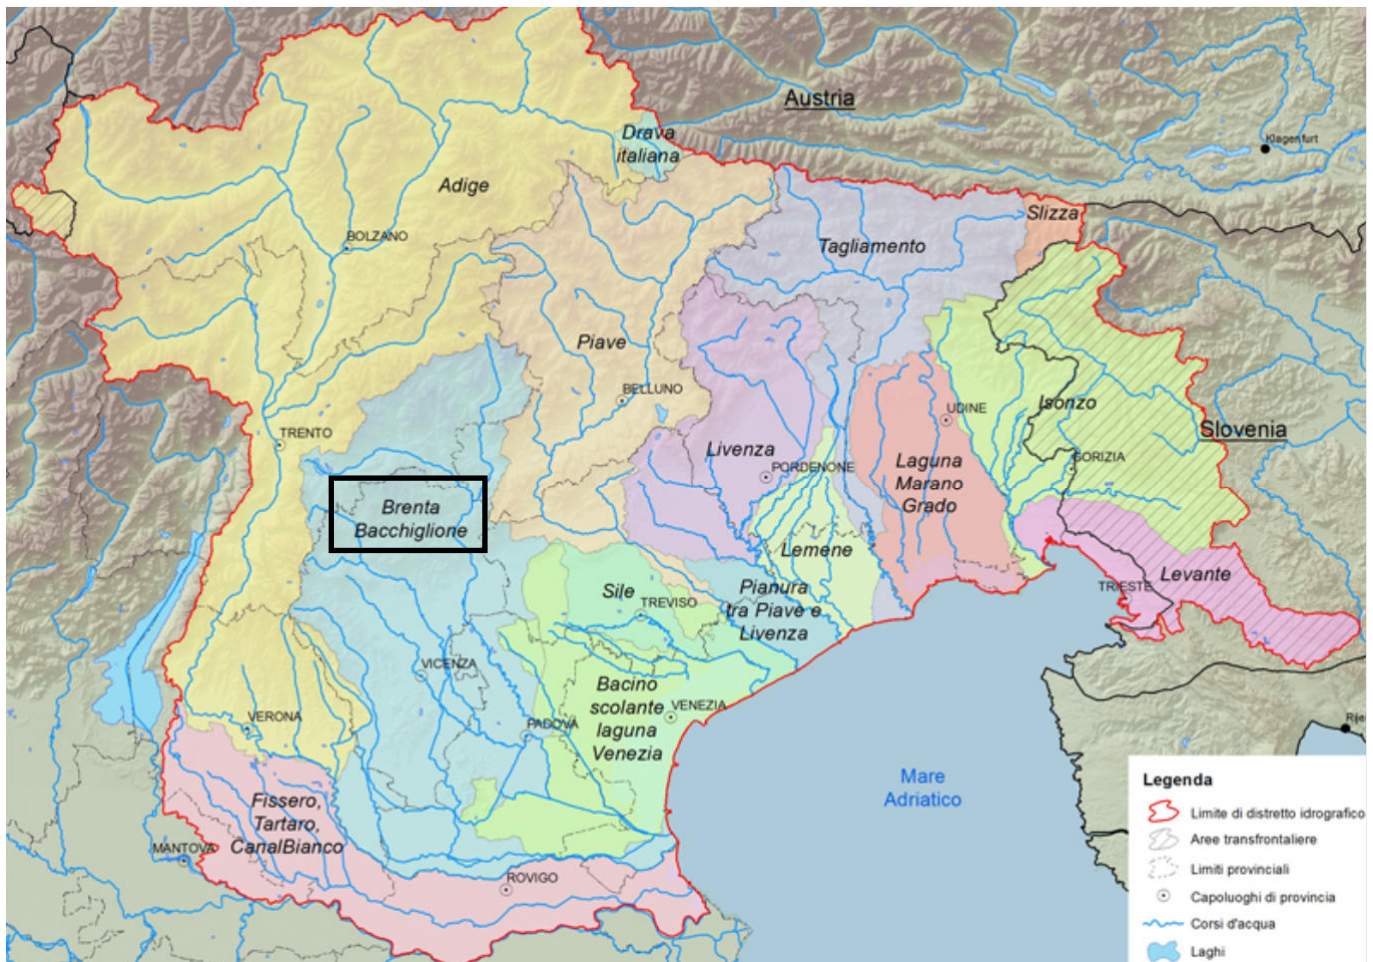 Austria
Klagenfurt
Drava
italiana
Adige
Slizza
BOLZANO
Tagliamento
Piave
BELLUNO
Isonzo
UDINE
Slovenia
TRENTO
Livenza
PORDENONE
Laguna
Marano
Grado
GORIZIA
Brenta
Bacchiglione
Lemene
Levante
TRIESTE
Sile
TREVISO
Pianura
tra Piave e
Livenza
VICENZA
Bacino
scolante
laguna
Venezia
VENEZIA
VERONA
PADOVA
Mare
Adriatico
Fissero,
Tartaro,
CanalBianco
MANTOVA
ROVIGO
Legenda
Limite di distretto idrografico
Aree transfrontaliere
Limiti provinciali
Capoluoghi di provincia
Corsi d'acqua
Laghi